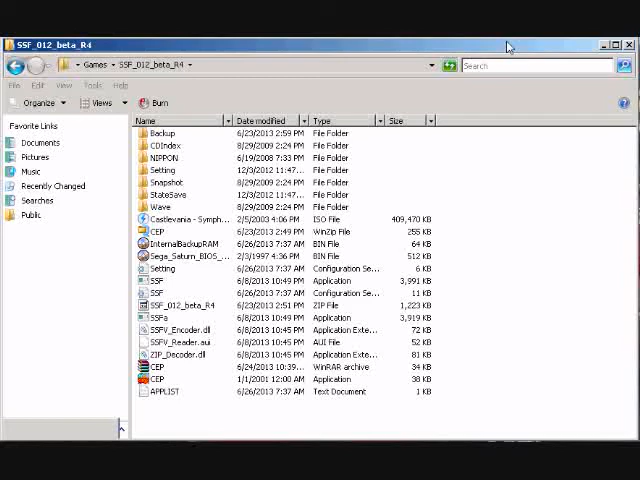 SSF_012_beta_R4
Games SSF_012_beta_R4 Search
File Edit View Tools Help
Organize Views Burn
Favorite Links
Documents
Pictures
Music
Recently Changed
Searches
Public
Name Date modified Type Size
Backup 6/23/2013 2:59 PM File Folder
CDIndex 8/29/2009 2:24 PM File Folder
NIPPON 6/19/2008 7:33 PM File Folder
Setting 12/3/2012 11:47... File Folder
Snapshot 8/29/2009 2:24 PM File Folder
StateSave 12/3/2012 11:47... File Folder
Wave 8/29/2009 2:24 PM File Folder
Castlevania - Symph... 2/5/2003 4:06 PM ISO File 409,470 KB
CEP 6/23/2013 2:49 PM WinZip File 255 KB
InternalBackupRAM 6/26/2013 7:37 AM BIN File 64 KB
Sega_Saturn_BIOS_... 2/3/1997 4:36 PM BIN File 512 KB
Setting 6/26/2013 7:37 AM Configuration Se... 6 KB
SSF 6/8/2013 10:49 PM Application 3,991 KB
SSF 6/26/2013 7:37 AM Configuration Se... 11 KB
SSF_012_beta_R4 6/23/2013 2:51 PM ZIP File 1,223 KB
SSFa 6/8/2013 10:49 PM Application 3,919 KB
SSFV_Encoder.dl 6/8/2013 10:45 PM Application Exte... 72 KB
SSFV_Reader.aui 6/8/2013 10:45 PM AUI File 52 KB
ZIP_Decoder.dl 6/8/2013 10:45 PM Application Exte... 81 KB
CEP 6/24/2013 10:39... WinRAR archive 34 KB
CEP 1/1/2001 12:00 AM Application 38 KB
APPLIST 6/26/2013 7:37 AM Text Document 1 KB